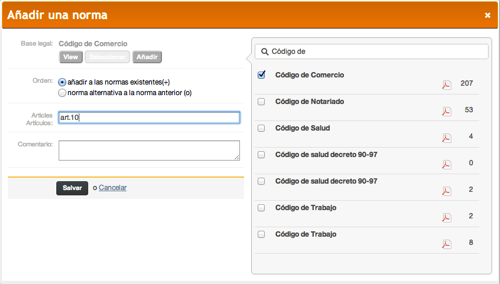 Añadir una norma
Base legal:
Código de Comercio
View
Añadir
Orden:
añadir a las normas existentes(+)
norma alternativa a la norma anterior (o)
Articles
Artículos:
art.10
Comentario:
Salvar
o Cancelar
Código de
Código de Comercio
207
Código de Notariado
53
Código de Salud
4
Código de salud decreto 90-97
0
Código de salud decreto 90-97
2
Código de Trabajo
2
Código de Trabajo
8